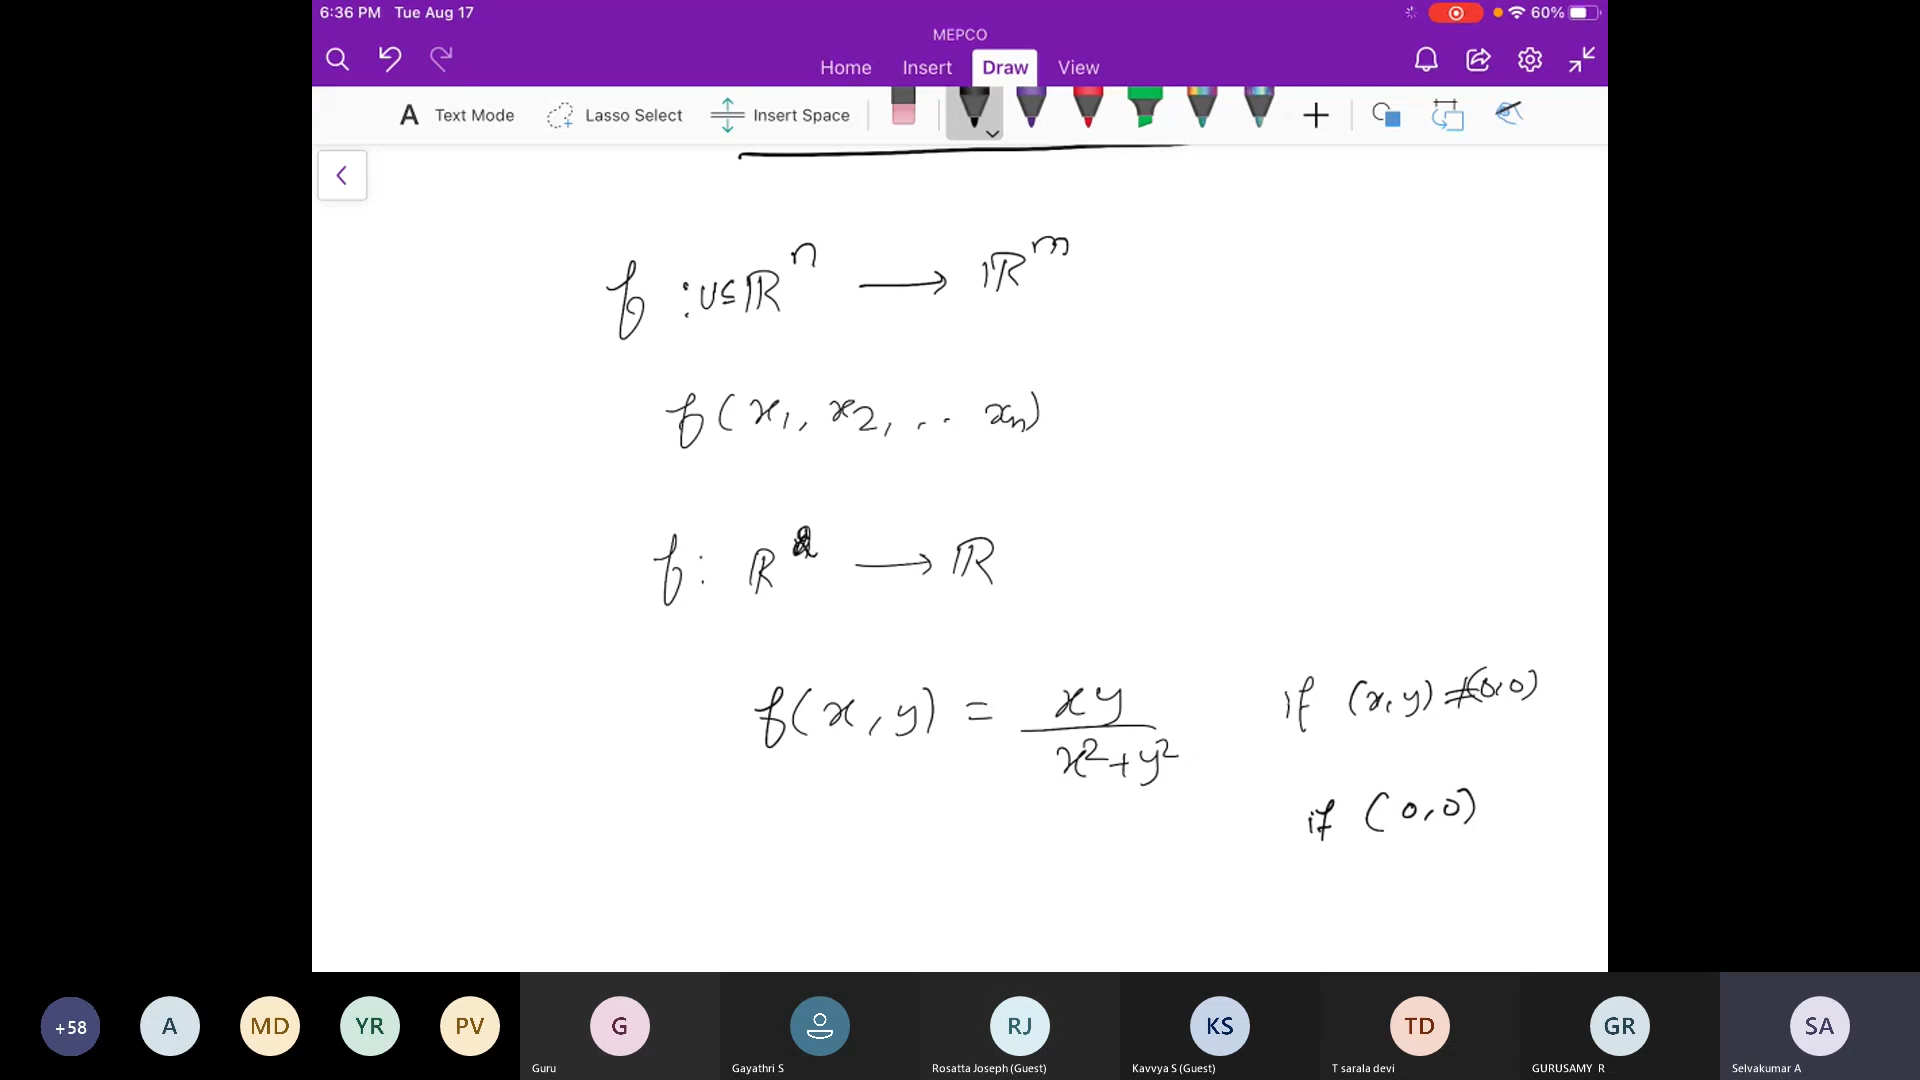 6:36 PM Tue Aug 17 60%
MEPCO
Home Insert Draw View
A Text Mode Lasso Select Insert Space
f : U ⊆ ℝⁿ ⟶ ℝᵐ
f(x₁, x₂, .. xₙ)
f : ℝ² ⟶ ℝ
f(x, y) = xy / x²+y² if (x, y) ≠ (0,0)
if (0,0)
+58 A MD YR PV G RJ KS TD GR SA
Guru Gayathri S Rosatta Joseph (Guest) Kavvya S (Guest) T sarala devi GURUSAMY R Selvakumar A